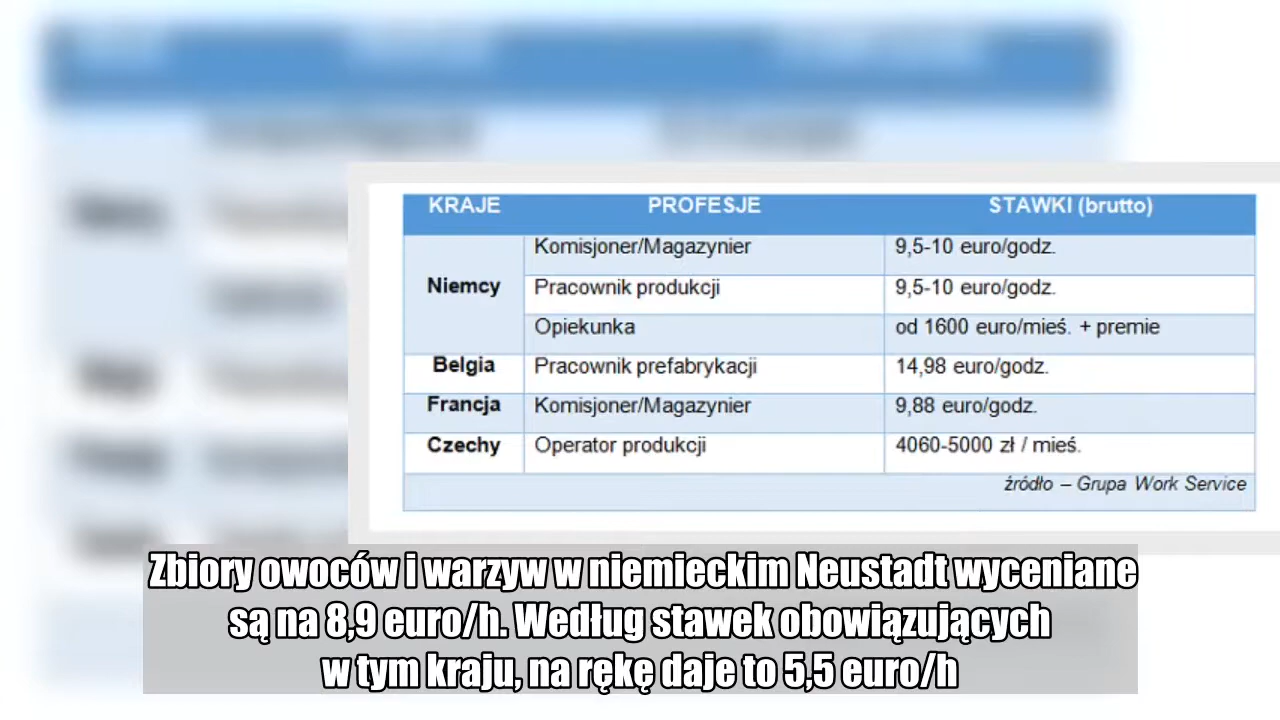 KRAJE PROFESJE STAWKI (brutto)
Niemcy
Komisjoner/Magazynier 9,5-10 euro/godz.
Pracownik produkcji 9,5-10 euro/godz.
Opiekunka od 1600 euro/mieś. + premie
Belgia Pracownik prefabrykacji 14,98 euro/godz.
Francja Komisjoner/Magazynier 9,88 euro/godz.
Czechy Operator produkcji 4060-5000 zł / mieś.
źródło – Grupa Work Service
Zbiory owoców i warzyw w niemieckim Neustadt wyceniane
są na 8,9 euro/h. Według stawek obowiązujących
w tym kraju, na rękę daje to 5,5 euro/h